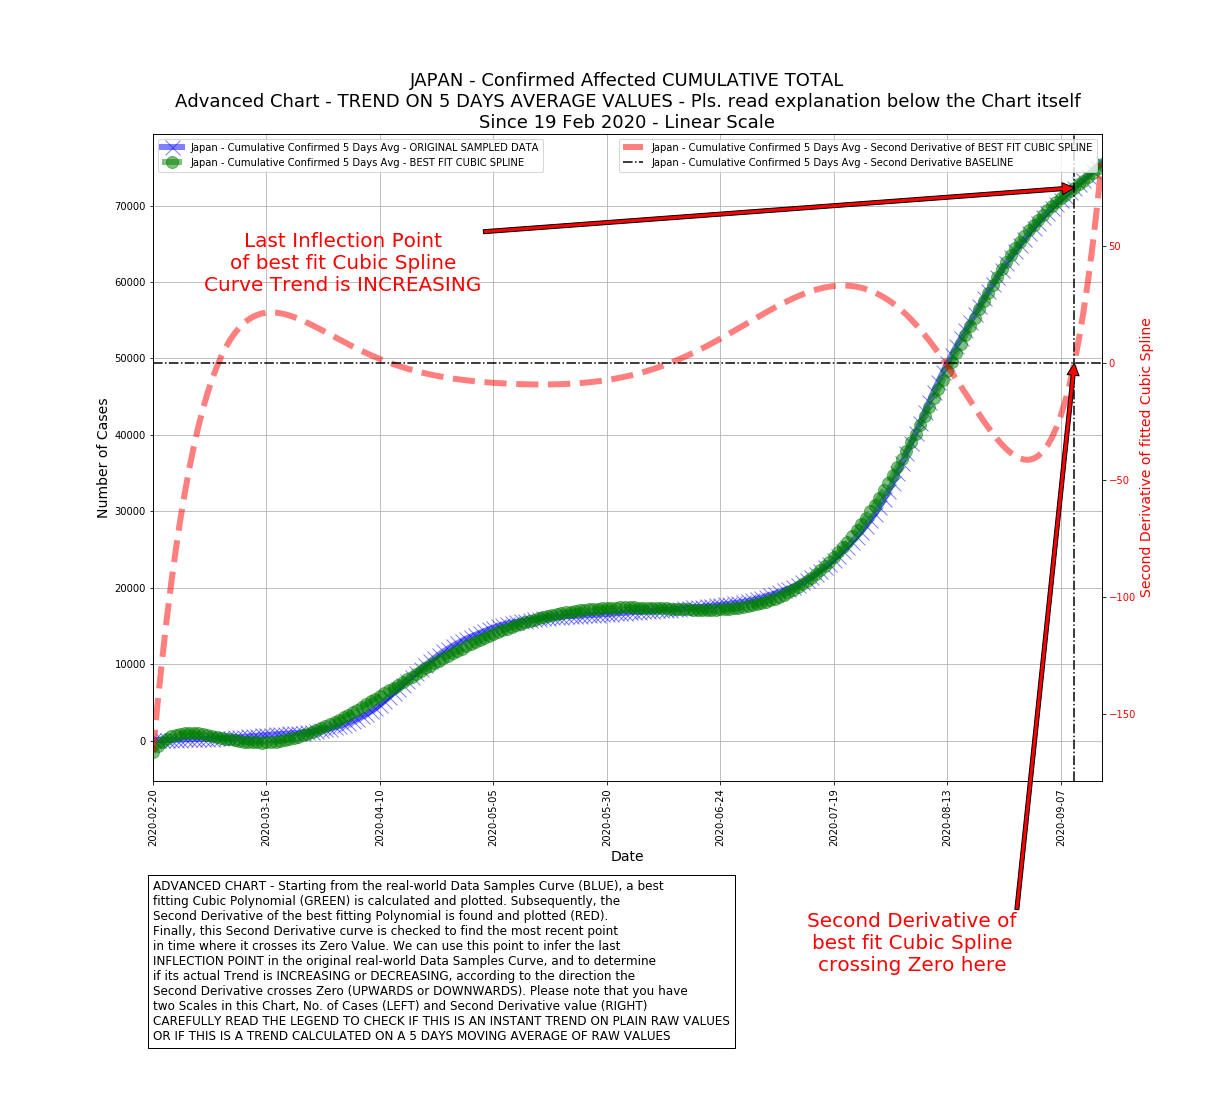 JAPAN - Confirmed Affected CUMULATIVE TOTAL
Advanced Chart - TREND ON 5 DAYS AVERAGE VALUES - Pls. read explanation below the Chart itself
Since 19 Feb 2020 - Linear Scale
Japan - Cumulative Confirmed 5 Days Avg - ORIGINAL SAMPLED DATA
Japan - Cumulative Confirmed 5 Days Avg - BEST FIT CUBIC SPLINE
Japan - Cumulative Confirmed 5 Days Avg - Second Derivative of BEST FIT CUBIC SPLINE
Japan - Cumulative Confirmed 5 Days Avg - Second Derivative BASELINE
Last Inflection Point
of best fit Cubic Spline
Curve Trend is INCREASING
Number of Cases
70000
60000
50000
40000
30000
20000
10000
0
50
0
−50
−100
−150
Second Derivative of fitted Cubic Spline
2020-02-20
2020-03-16
2020-04-10
2020-05-05
2020-05-30
2020-06-24
2020-07-19
2020-08-13
2020-09-07
Date
ADVANCED CHART - Starting from the real-world Data Samples Curve (BLUE), a best
fitting Cubic Polynomial (GREEN) is calculated and plotted. Subsequently, the
Second Derivative of the best fitting Polynomial is found and plotted (RED).
Finally, this Second Derivative curve is checked to find the most recent point
in time where it crosses its Zero Value. We can use this point to infer the last
INFLECTION POINT in the original real-world Data Samples Curve, and to determine
if its actual Trend is INCREASING or DECREASING, according to the direction the
Second Derivative crosses Zero (UPWARDS or DOWNWARDS). Please note that you have
two Scales in this Chart, No. of Cases (LEFT) and Second Derivative value (RIGHT)
CAREFULLY READ THE LEGEND TO CHECK IF THIS IS AN INSTANT TREND ON PLAIN RAW VALUES
OR IF THIS IS A TREND CALCULATED ON A 5 DAYS MOVING AVERAGE OF RAW VALUES
Second Derivative of
best fit Cubic Spline
crossing Zero here